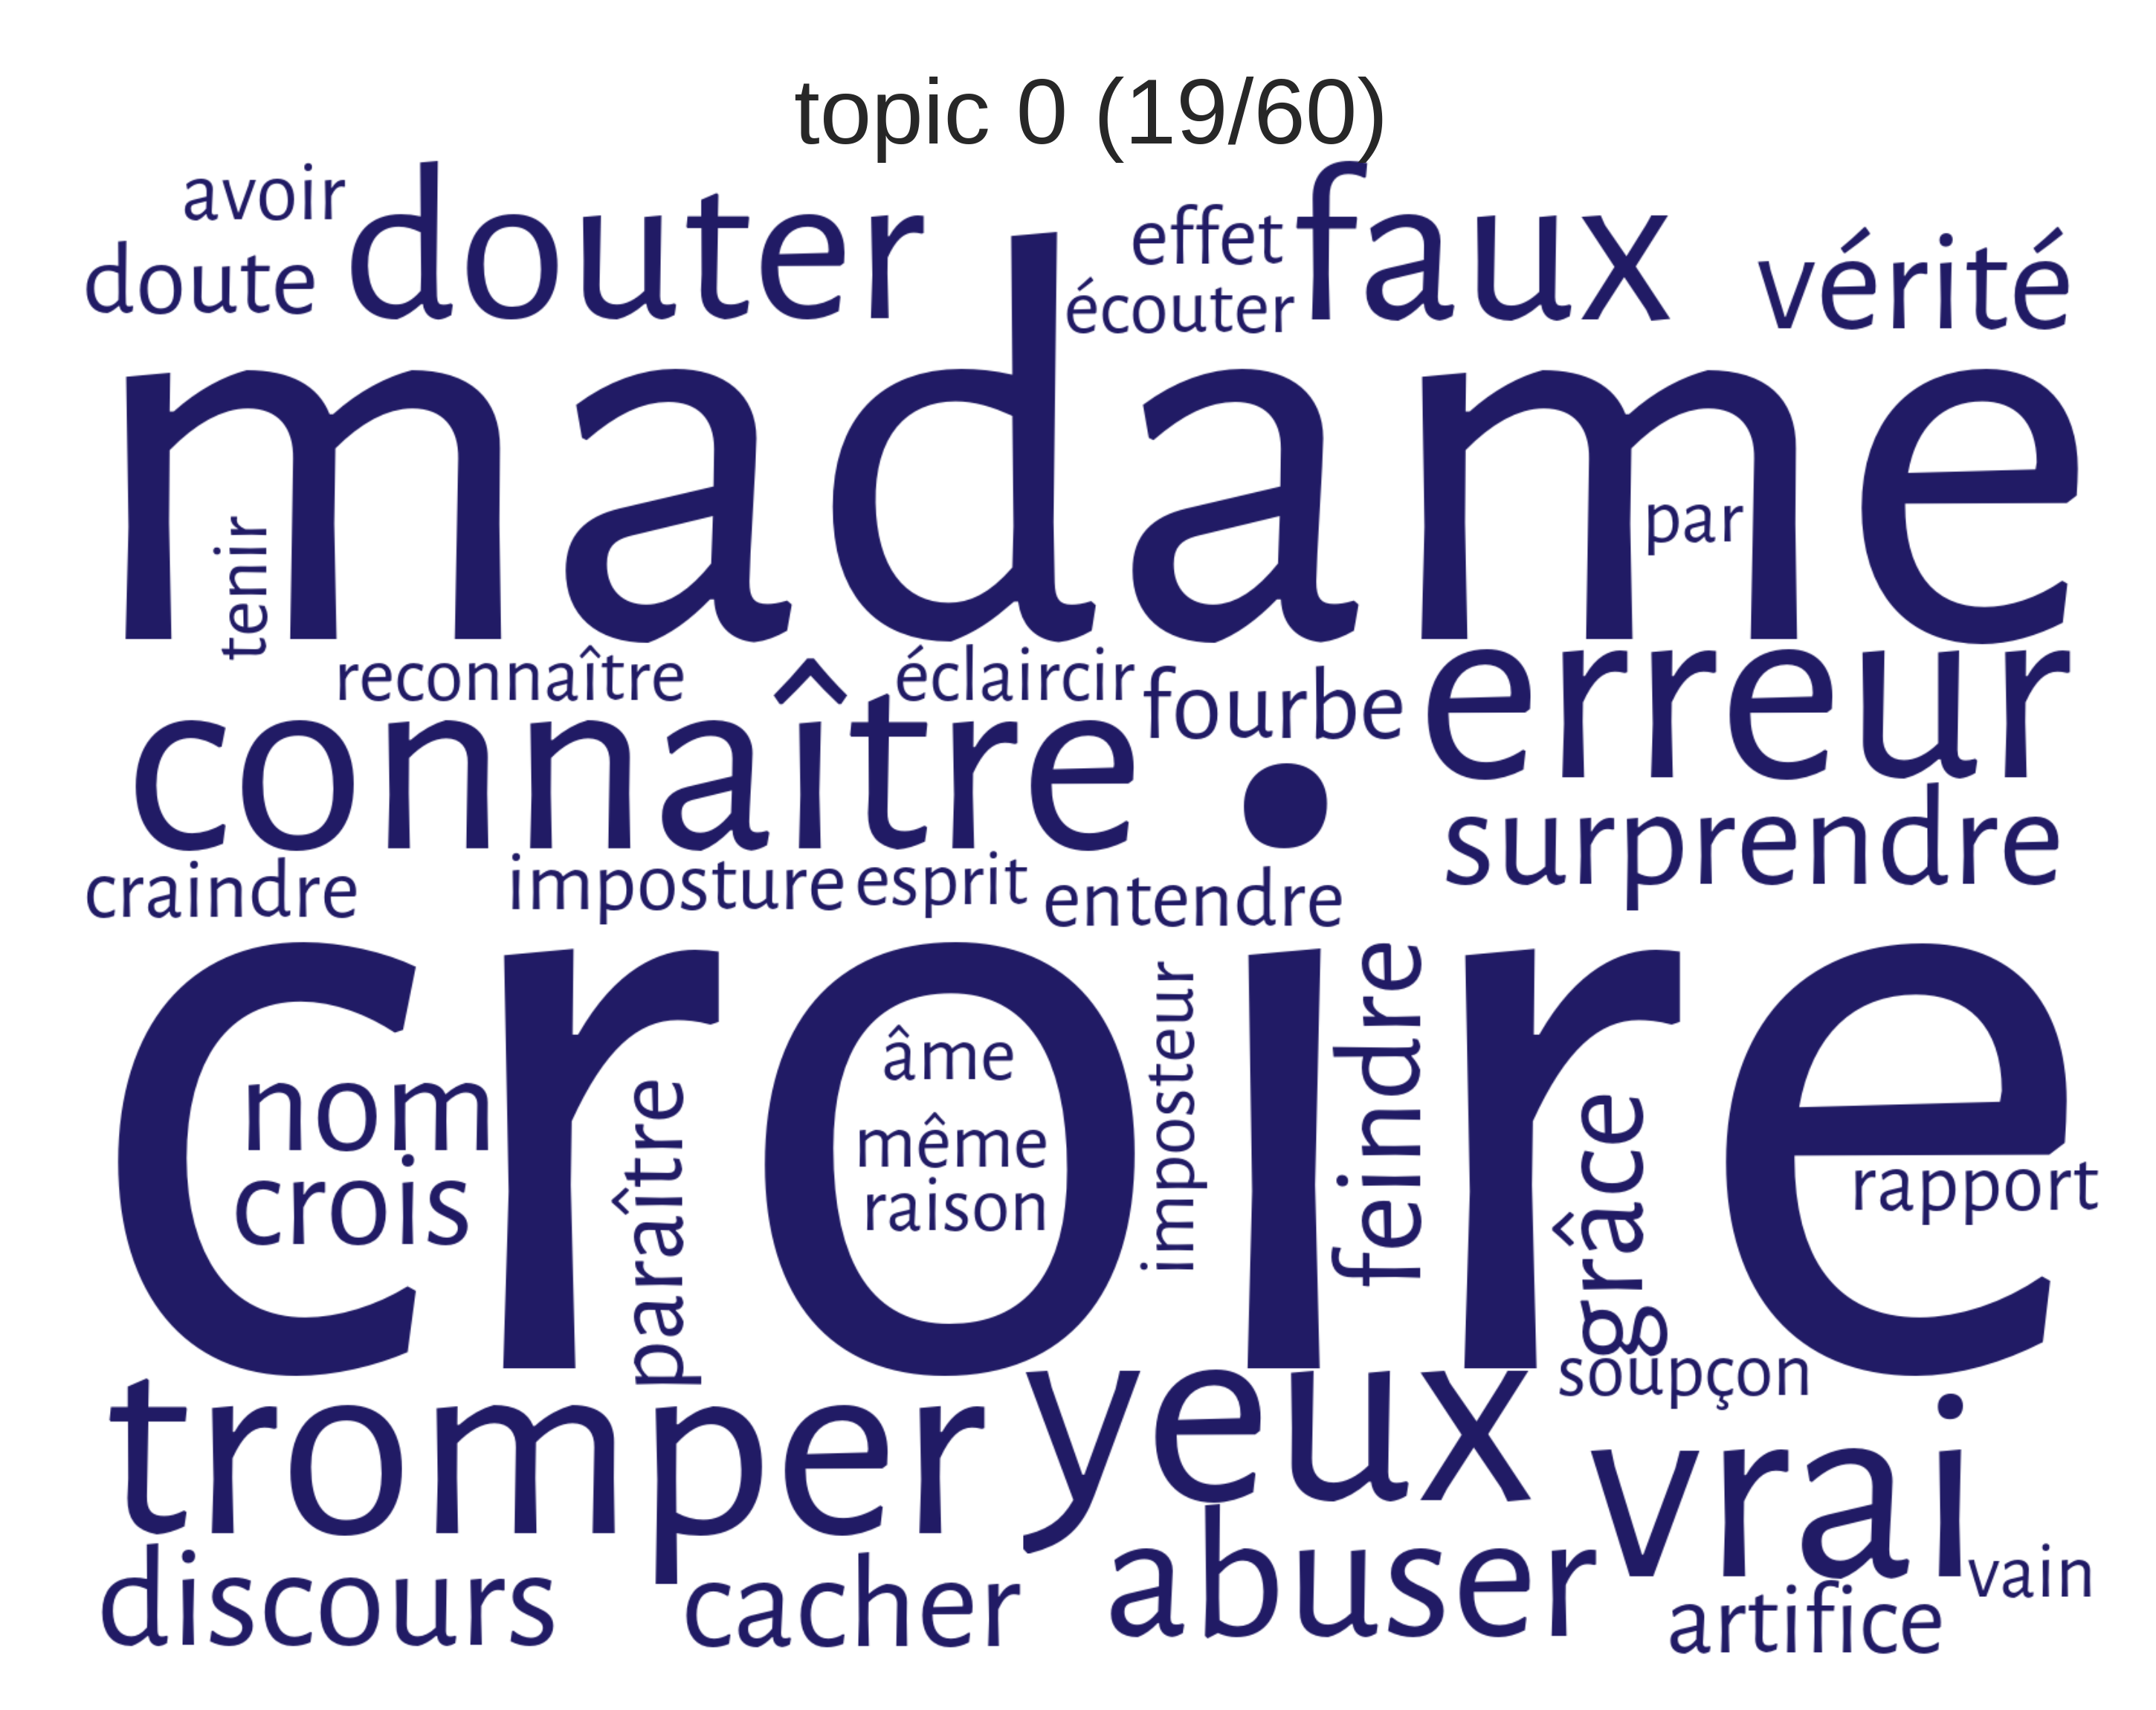 topic 0 (19/60)
avoir
doute
douter
effet
écouter
faux
vérité
madame
tenir
par
reconnaître
éclaircir
fourbe
erreur
connaître
surprendre
craindre
imposture
esprit
entendre
croire
nom
crois
paraître
âme
même
raison
imposteur
feindre
grâce
rapport
soupçon
tromper
yeux
vrai
discours
cacher
abuser
vain
artifice